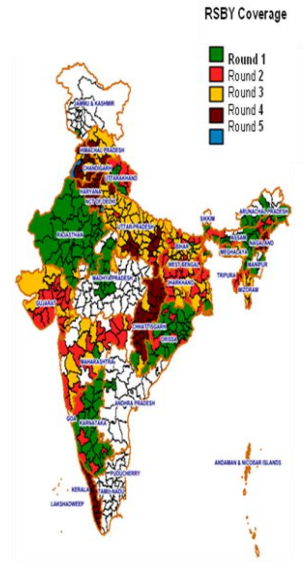 RSBY Coverage
Round 1
Round 2
Round 3
Round 4
Round 5
JAMMU & KASHMIR
HIMACHAL PRADESH
CHANDIGARH
UTTARAKHAND
HARYANA
NCT OF DELHI
ARUNACHAL PRADESH
SIKKIM
RAJASTHAN
UTTAR PRADESH
ASSAM
NAGALAND
BIHAR
MEGHALAYA
MANIPUR
WEST BENGAL
TRIPURA
JHARKHAND
MIZORAM
MADHYA PRADESH
GUJARAT
CHHATTISGARH
ORISSA
MAHARASHTRA
ANDHRA PRADESH
GOA
KARNATAKA
ANDAMAN & NICOBAR ISLANDS
PUDUCHERRY
KERALA
TAMIL NADU
LAKSHADWEEP